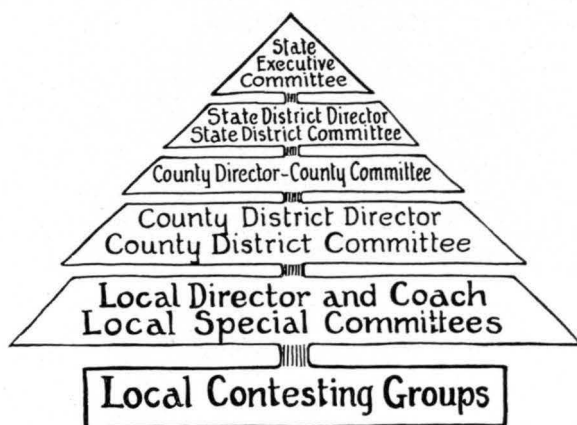 State
Executive
Committee
State District Director
State District Committee
County Director-County Committee
County District Director
County District Committee
Local Director and Coach
Local Special Committees
Local Contesting Groups